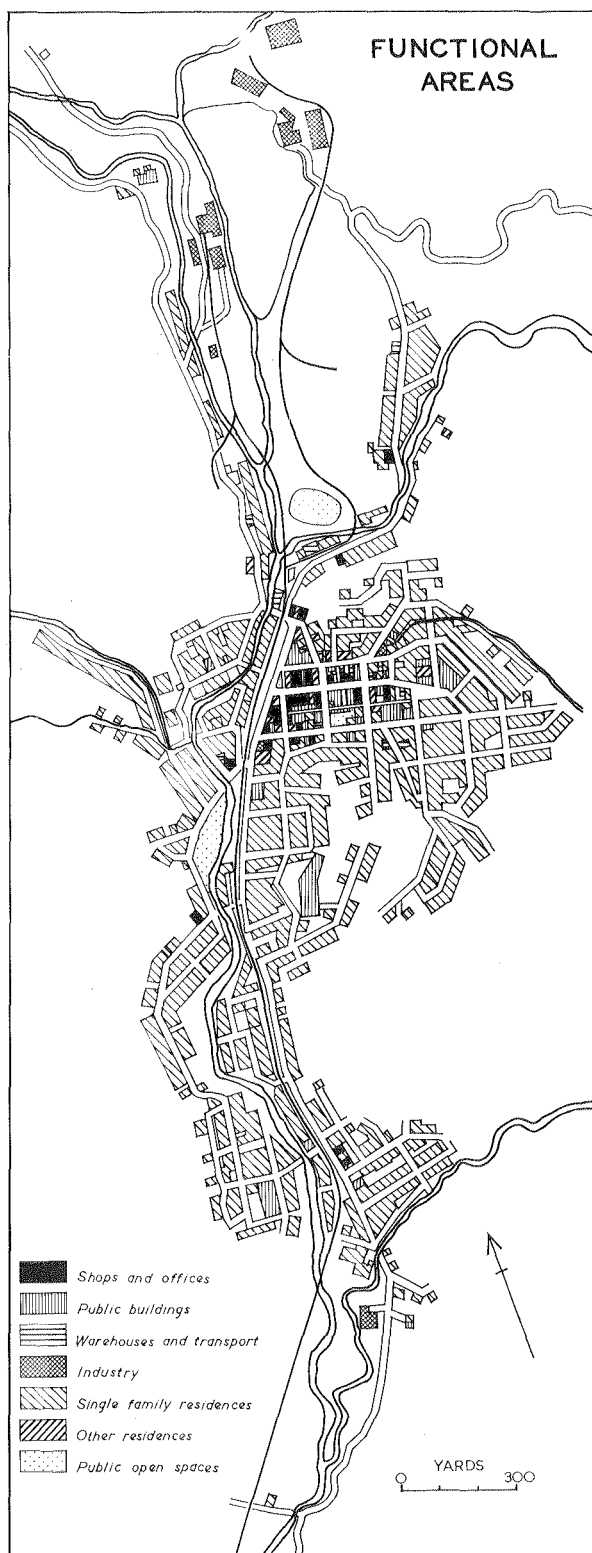 FUNCTIONAL
AREAS
Shops and offices
Public buildings
Warehouses and transport
Industry
Single family residences
Other residences
Public open spaces
YARDS
0 300